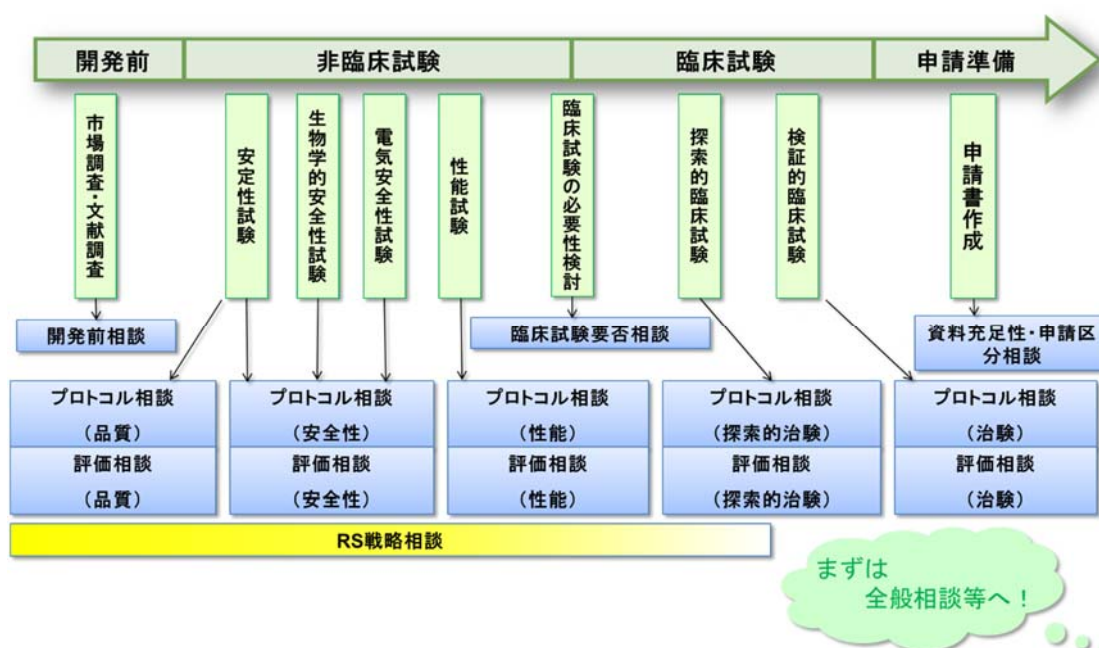 開発前
非臨床試験
臨床試験
申請準備
市場調査・文献調査
安定性試験
生物学的安全性試験
電気安全性試験
性能試験
臨床試験の必要性検討
探索的臨床試験
検証的臨床試験
申請書作成
開発前相談
臨床試験要否相談
資料充足性・申請区
分相談
プロトコル相談
（品質）
評価相談
（品質）
プロトコル相談
（安全性）
評価相談
（安全性）
プロトコル相談
（性能）
評価相談
（性能）
プロトコル相談
（探索的治験）
評価相談
（探索的治験）
プロトコル相談
（治験）
評価相談
（治験）
RS戦略相談
まずは
全般相談等へ！